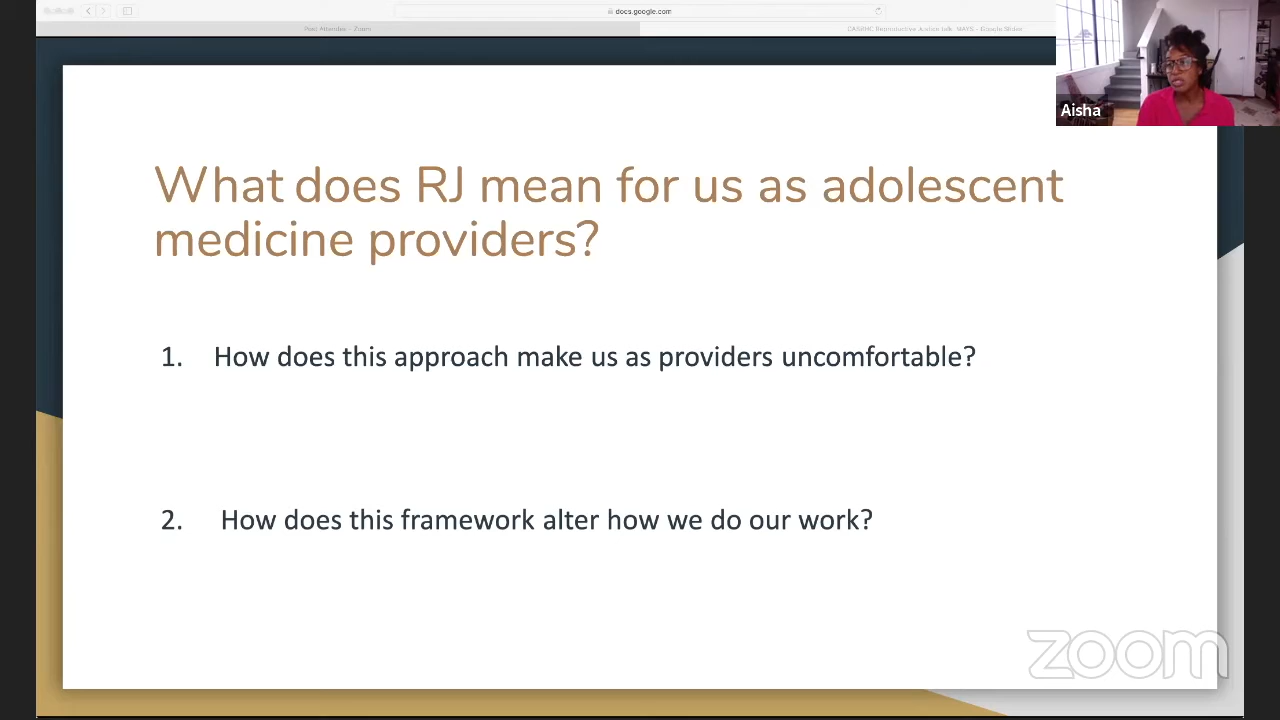 docs.google.com
Aisha
What does RJ mean for us as adolescent
medicine providers?
1. How does this approach make us as providers uncomfortable?
2. How does this framework alter how we do our work?
zoom